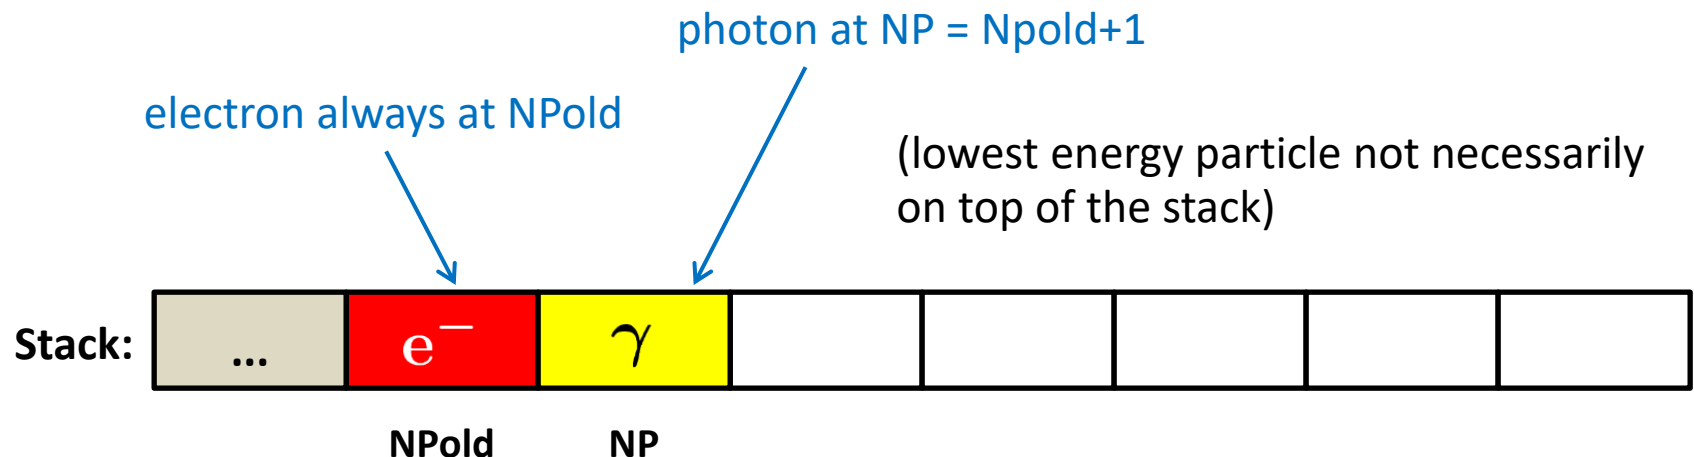 photon at NP = Npold+1
electron always at NPold
(lowest energy particle not necessarily
on top of the stack)
Stack: ... e⁻ γ
NPold NP